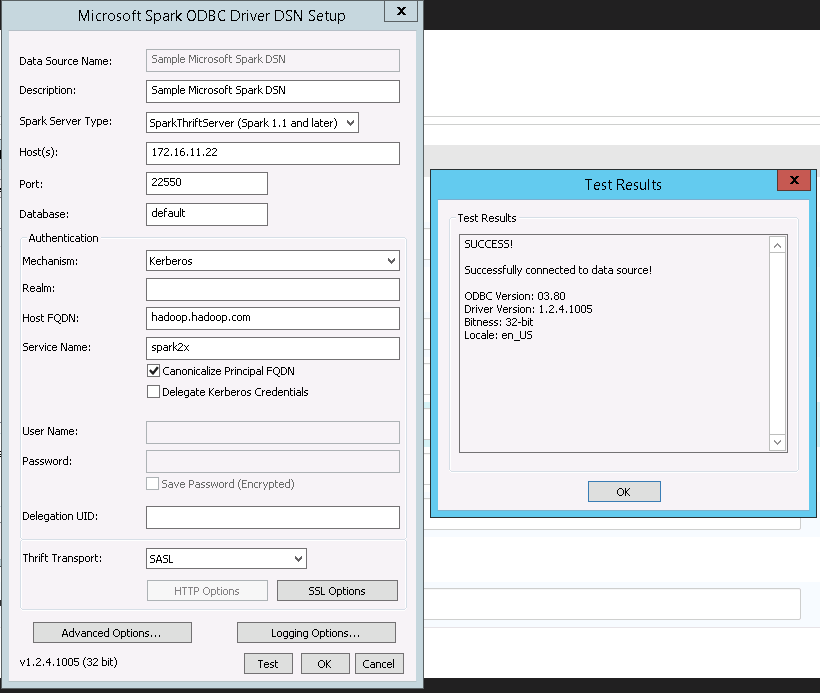 Microsoft Spark ODBC Driver DSN Setup
x
Data Source Name: Sample Microsoft Spark DSN
Description: Sample Microsoft Spark DSN
Spark Server Type: SparkThriftServer (Spark 1.1 and later)
Host(s): 172.16.11.22
Port: 22550
Database: default
Authentication
Mechanism: Kerberos
Realm:
Host FQDN: hadoop.hadoop.com
Service Name: spark2x
Canonicalize Principal FQDN
Delegate Kerberos Credentials
User Name:
Password:
Save Password (Encrypted)
Delegation UID:
Thrift Transport: SASL
HTTP Options SSL Options
Advanced Options... Logging Options...
v1.2.4.1005 (32 bit) Test OK Cancel
Test Results
x
Test Results
SUCCESS!
Successfully connected to data source!
ODBC Version: 03.80
Driver Version: 1.2.4.1005
Bitness: 32-bit
Locale: en_US
OK